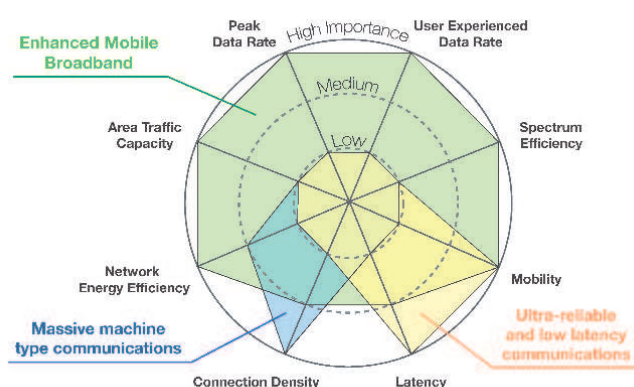 Peak
Data Rate
High Importance
User Experienced
Data Rate
Enhanced Mobile
Broadband
Medium
Area Traffic
Capacity
Low
Spectrum
Efficiency
Network
Energy Efficiency
Mobility
Massive machine
type communications
Ultra-reliable
and low latency
communications
Connection Density
Latency